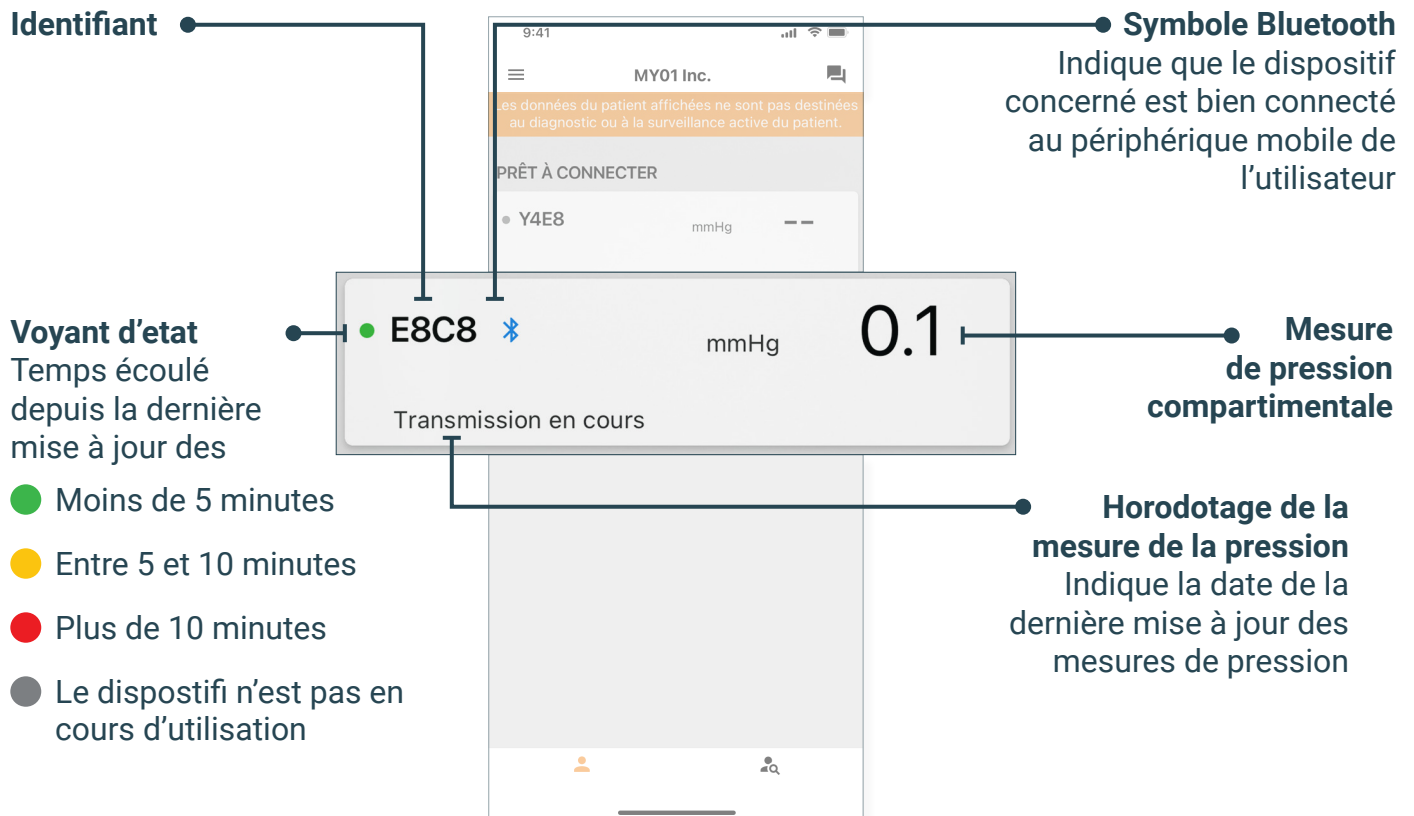 Identifiant
9:41
MY01 Inc.
Les données du patient affichées ne sont pas destinées
au diagnostic ou à la surveillance active du patient.
PRÊT À CONNECTER
Y4E8 mmHg --
Symbole Bluetooth
Indique que le dispositif
concerné est bien connecté
au périphérique mobile de
l’utilisateur
E8C8 mmHg 0.1
Transmission en cours
Voyant d’etat
Temps écoulé
depuis la dernière
mise à jour des
Moins de 5 minutes
Entre 5 et 10 minutes
Plus de 10 minutes
Le dispostifi n’est pas en
cours d’utilisation
Mesure
de pression
compartimentale
Horodotage de la
mesure de la pression
Indique la date de la
dernière mise à jour des
mesures de pression